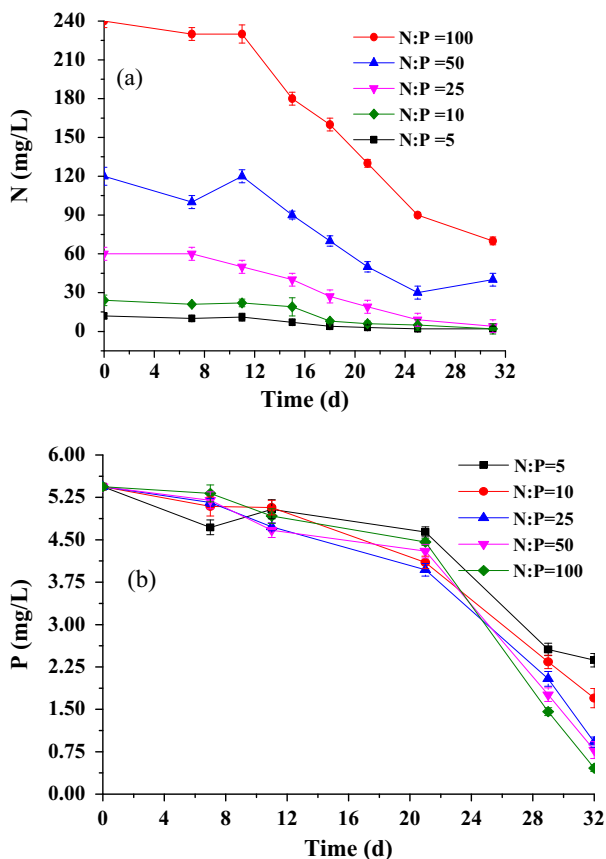 240
210
180
150
120
90
60
30
0
N (mg/L)
(a)
N:P =100
N:P =50
N:P =25
N:P =10
N:P =5
0 4 8 12 16 20 24 28 32
Time (d)
6.00
5.25
4.50
3.75
3.00
2.25
1.50
0.75
0.00
P (mg/L)
(b)
N:P=5
N:P=10
N:P=25
N:P=50
N:P=100
0 4 8 12 16 20 24 28 32
Time (d)